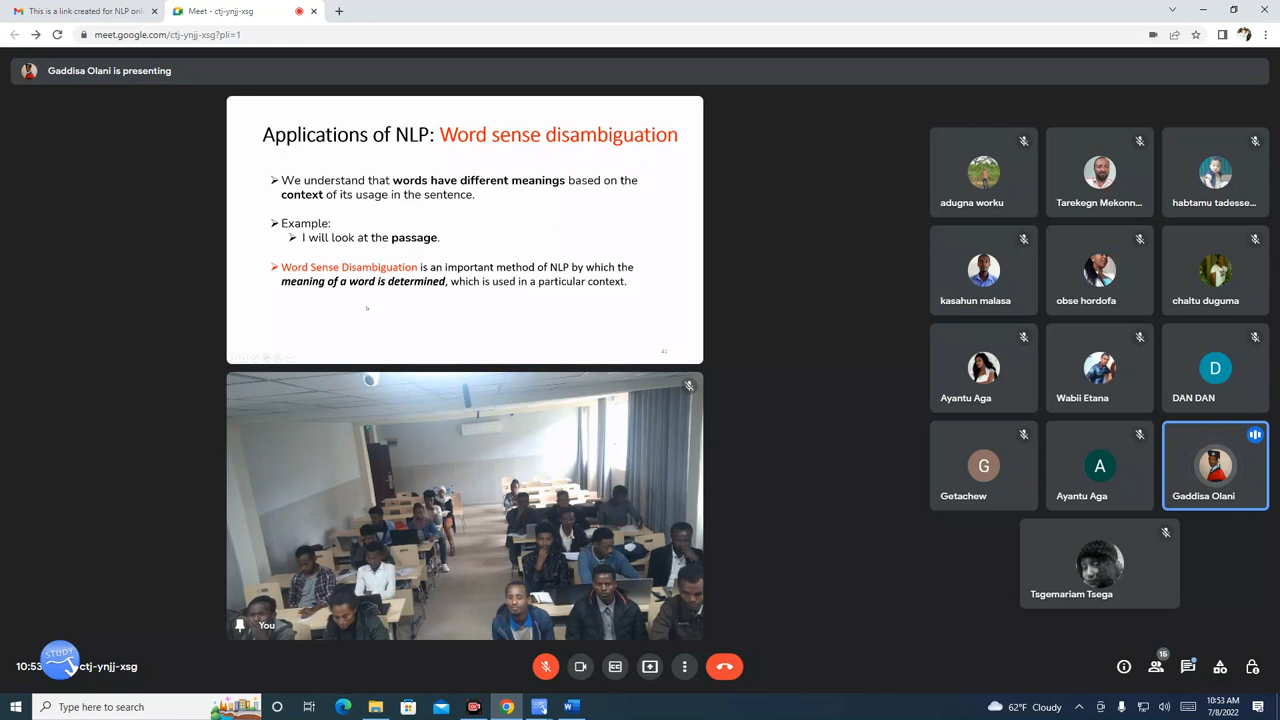 This is a link created for NLP onli
Meet - ctj-ynjj-xsg
meet.google.com/ctj-ynjj-xsg?pli=1
Gaddisa Olani is presenting
Applications of NLP: Word sense disambiguation
We understand that words have different meanings based on the
context of its usage in the sentence.
Example:
I will look at the passage.
Word Sense Disambiguation is an important method of NLP by which the
meaning of a word is determined, which is used in a particular context.
41
You
adugna worku
Tarekegn Mekonn...
habtamu tadesse...
kasahun malasa
obse hordofa
chaltu duguma
Ayantu Aga
Wabii Etana
D
DAN DAN
G
Getachew
A
Ayantu Aga
Gaddisa Olani
Tsgemariam Tsega
10:53
STUDY
ctj-ynjj-xsg
16
Type here to search
62°F Cloudy
10:53 AM
7/8/2022